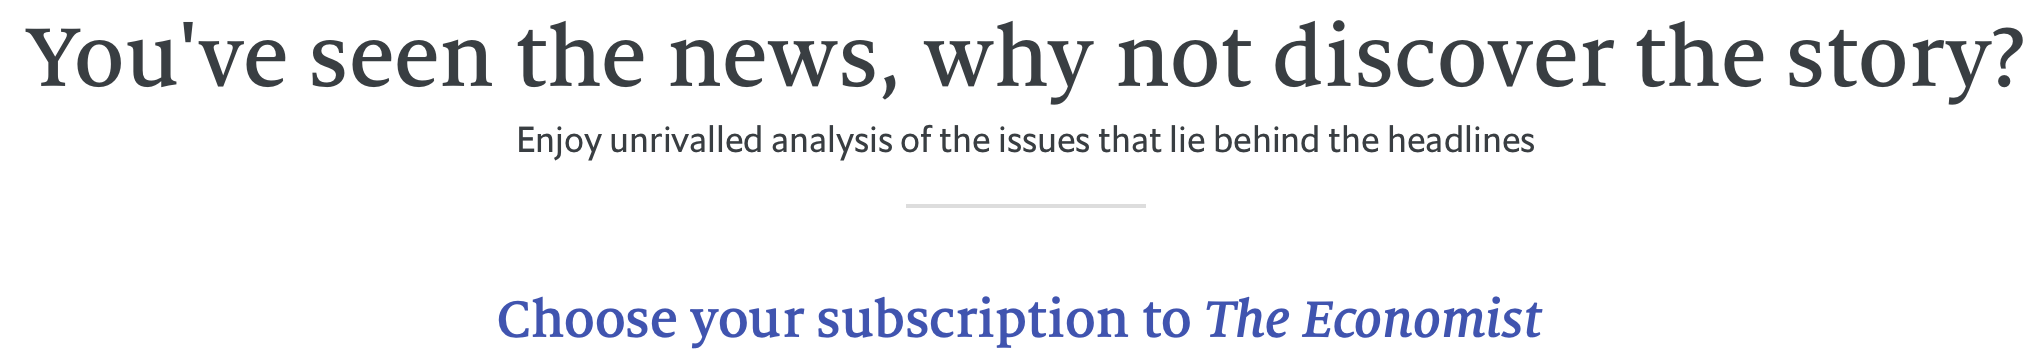 You've seen the news, why not discover the story?
Enjoy unrivalled analysis of the issues that lie behind the headlines
Choose your subscription to The Economist